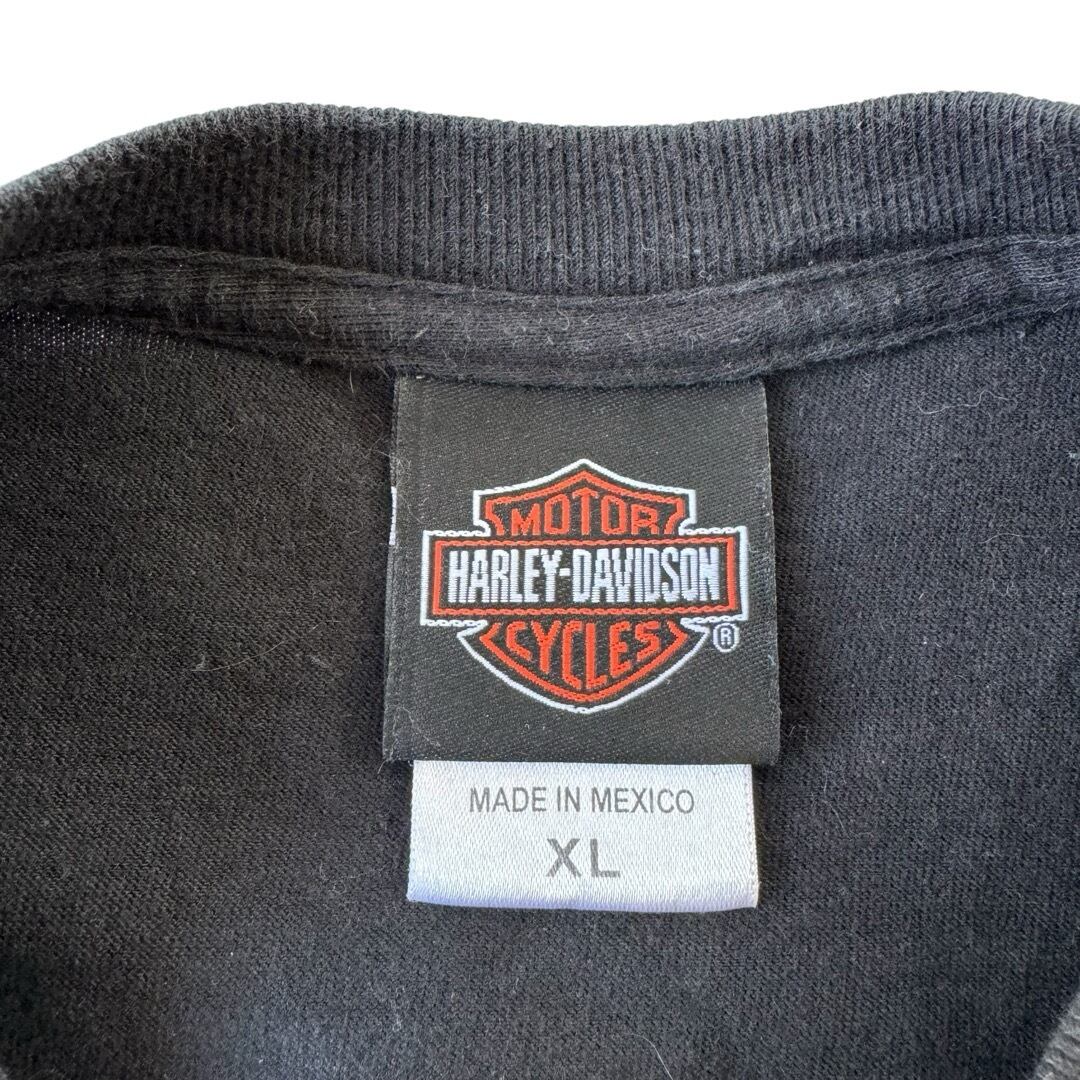 MOTOR
HARLEY-DAVIDSON
CYCLES
®
MADE IN MEXICO
XL